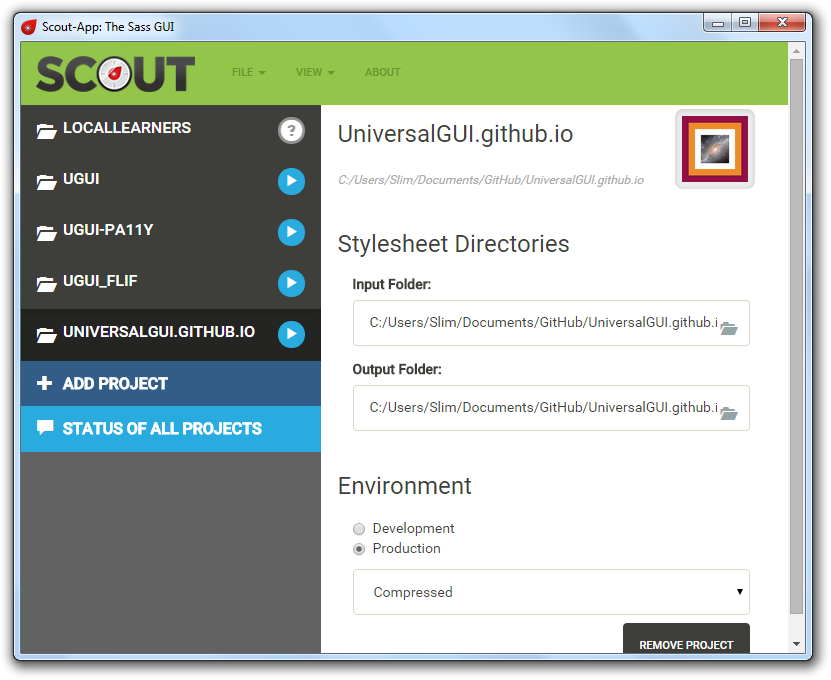 Scout-App: The Sass GUI
SCOUT
FILE VIEW ABOUT
LOCALLEARNERS
?
UGUI
UGUI-PA11Y
UGUI_FLIF
UNIVERSALGUI.GITHUB.IO
ADD PROJECT
STATUS OF ALL PROJECTS
UniversalGUI.github.io
C:/Users/Slim/Documents/GitHub/UniversalGUI.github.io
Stylesheet Directories
Input Folder:
C:/Users/Slim/Documents/GitHub/UniversalGUI.github.i
Output Folder:
C:/Users/Slim/Documents/GitHub/UniversalGUI.github.i
Environment
Development
Production
Compressed
REMOVE PROJECT